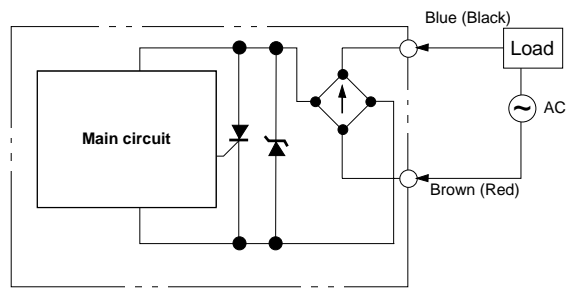 Blue (Black)
Load
Main circuit
~ AC
Brown (Red)